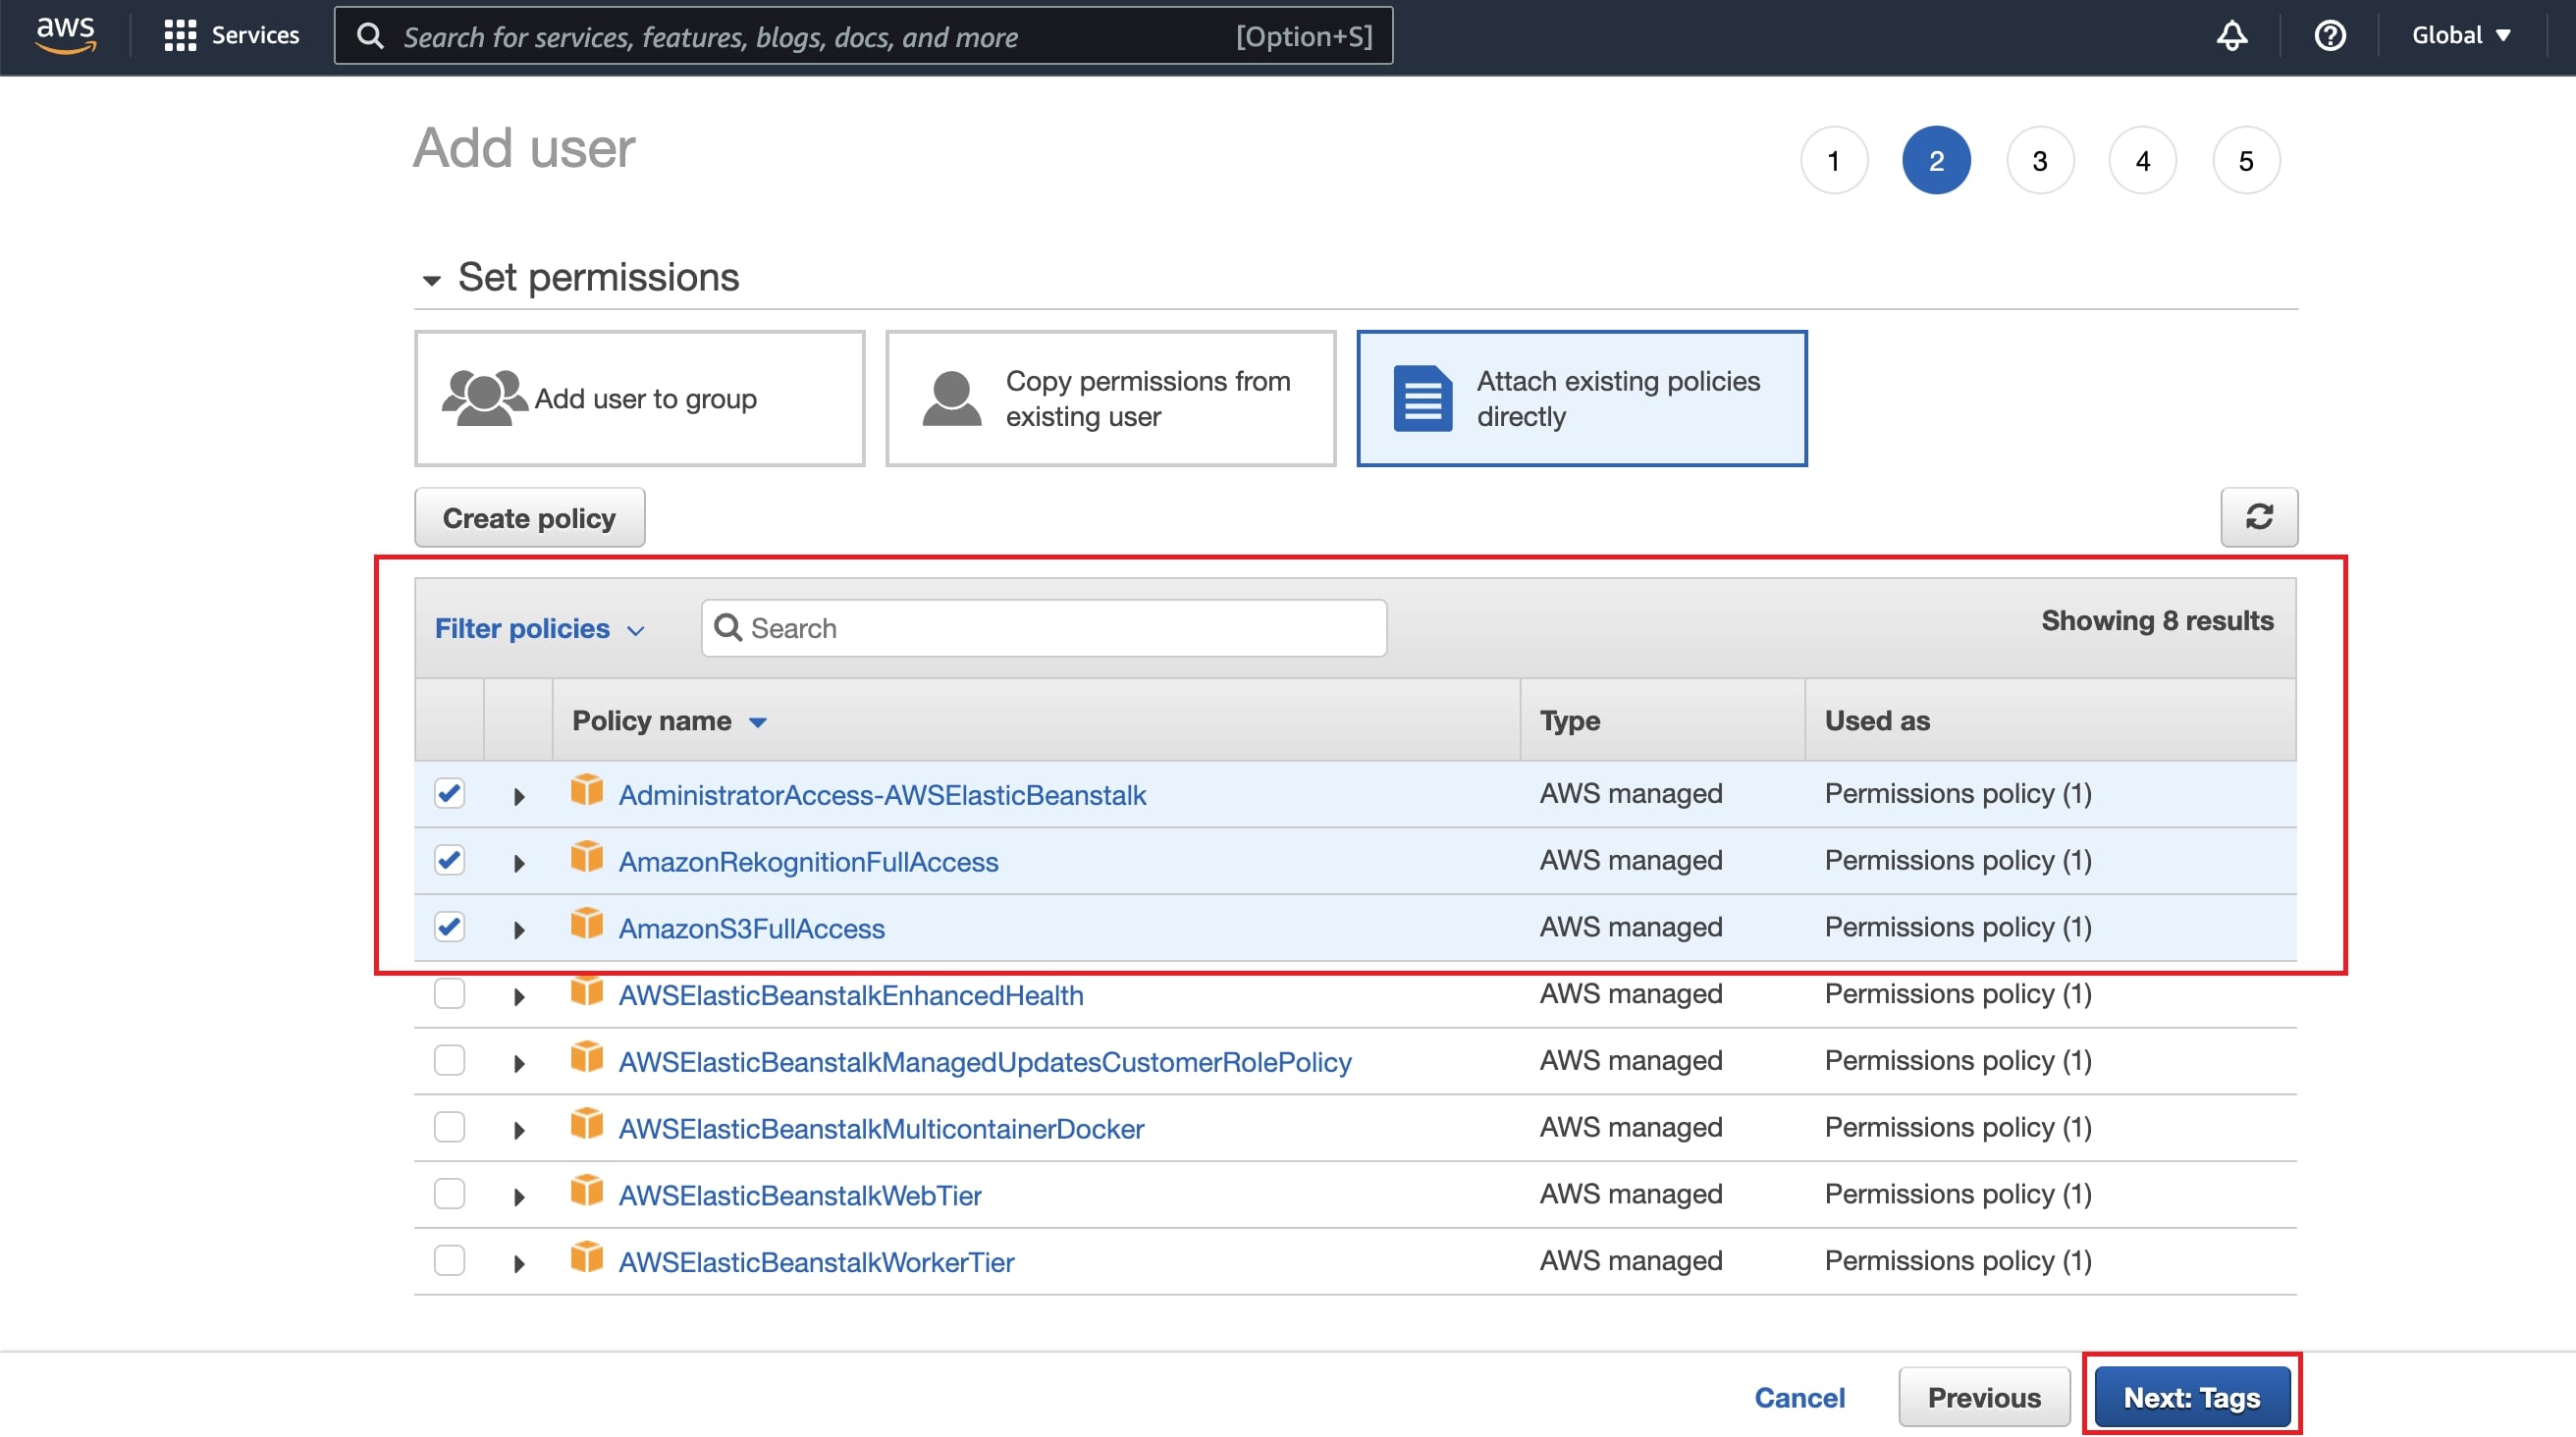 aws
Services
Search for services, features, blogs, docs, and more [Option+S]
Global
Add user
1 2 3 4 5
Set permissions
Add user to group
Copy permissions from
existing user
Attach existing policies
directly
Create policy
Filter policies
Search
Showing 8 results
Policy name Type Used as
AdministratorAccess-AWSElasticBeanstalk AWS managed Permissions policy (1)
AmazonRekognitionFullAccess AWS managed Permissions policy (1)
AmazonS3FullAccess AWS managed Permissions policy (1)
AWSElasticBeanstalkEnhancedHealth AWS managed Permissions policy (1)
AWSElasticBeanstalkManagedUpdatesCustomerRolePolicy AWS managed Permissions policy (1)
AWSElasticBeanstalkMulticontainerDocker AWS managed Permissions policy (1)
AWSElasticBeanstalkWebTier AWS managed Permissions policy (1)
AWSElasticBeanstalkWorkerTier AWS managed Permissions policy (1)
Cancel
Previous
Next: Tags